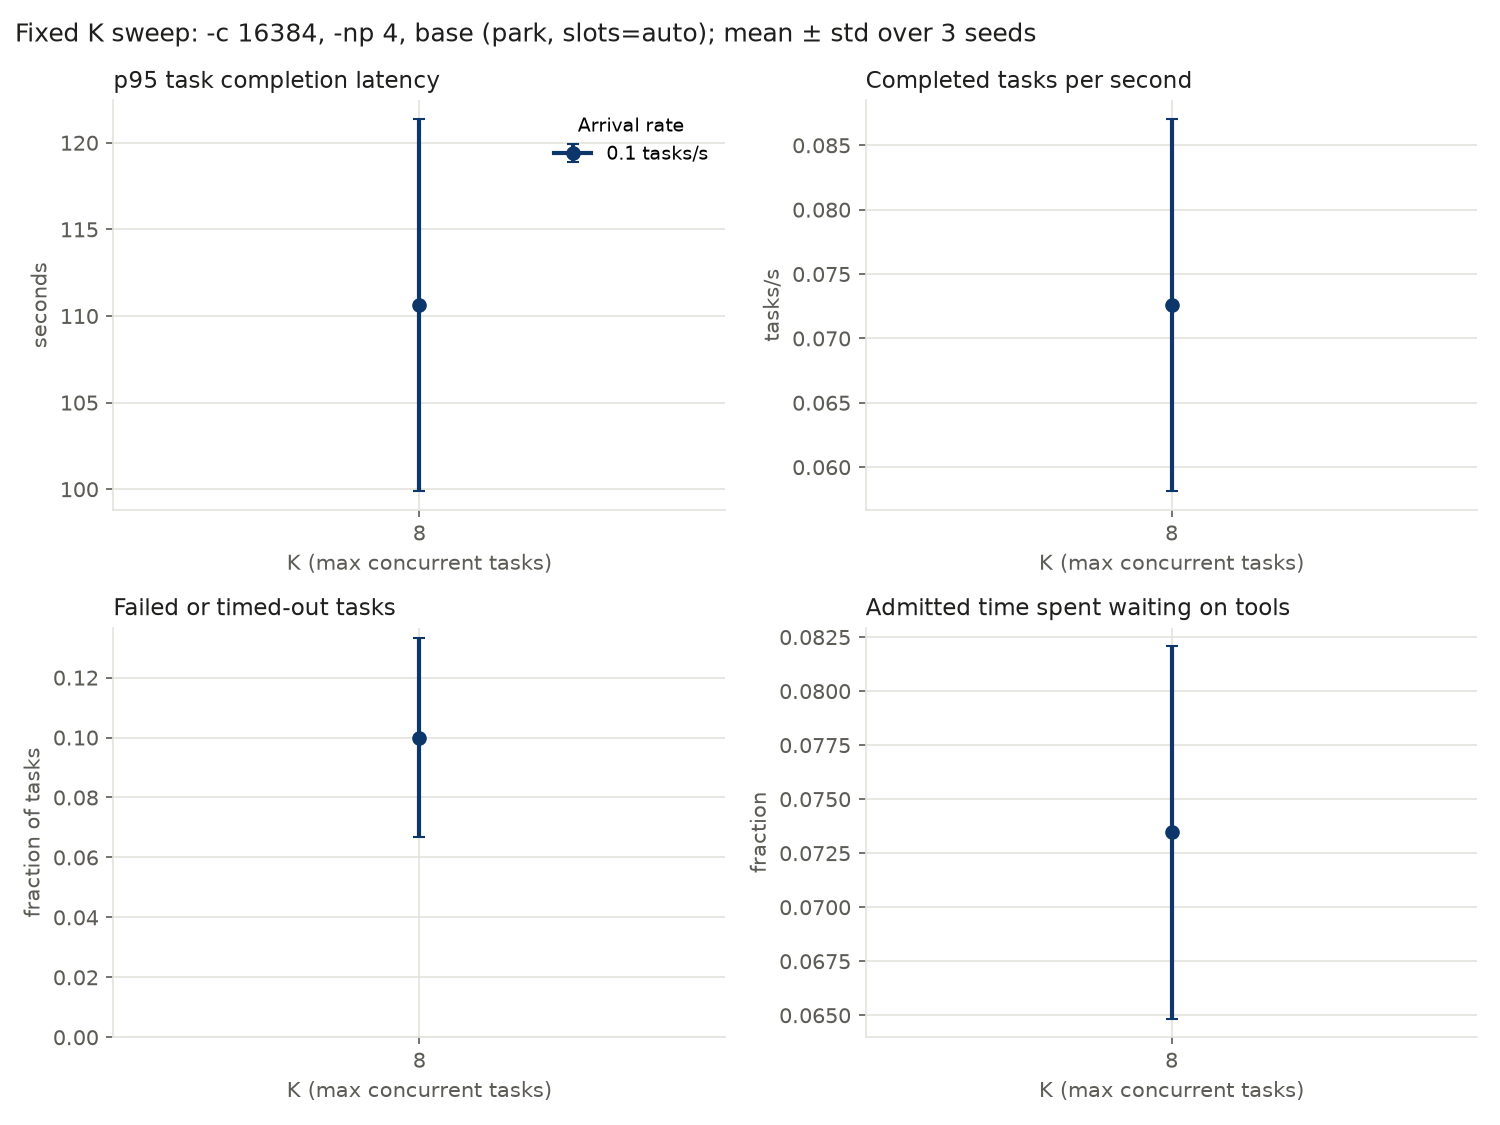 Fixed K sweep: -c 16384, -np 4, base (park, slots=auto); mean ± std over 3 seeds
p95 task completion latency
Arrival rate
0.1 tasks/s
120
115
110
105
100
seconds
8
K (max concurrent tasks)
Completed tasks per second
0.085
0.080
0.075
0.070
0.065
0.060
tasks/s
8
K (max concurrent tasks)
Failed or timed-out tasks
0.12
0.10
0.08
0.06
0.04
0.02
0.00
fraction of tasks
8
K (max concurrent tasks)
Admitted time spent waiting on tools
0.0825
0.0800
0.0775
0.0750
0.0725
0.0700
0.0675
0.0650
fraction
8
K (max concurrent tasks)